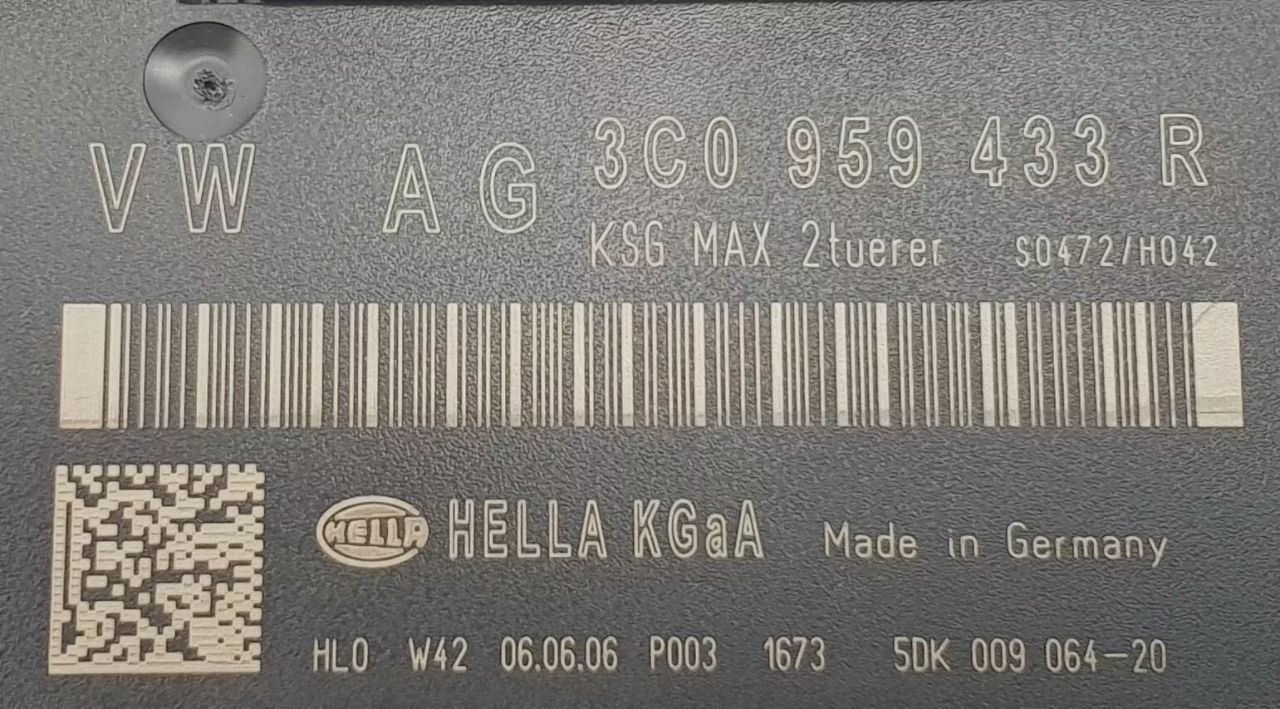 VW AG 3C0 959 433 R
KSG MAX 2tuerer S0472/H042
HELLA HELLA KGaA Made in Germany
HLO W42 06.06.06 P003 1673 5DK 009 064-20